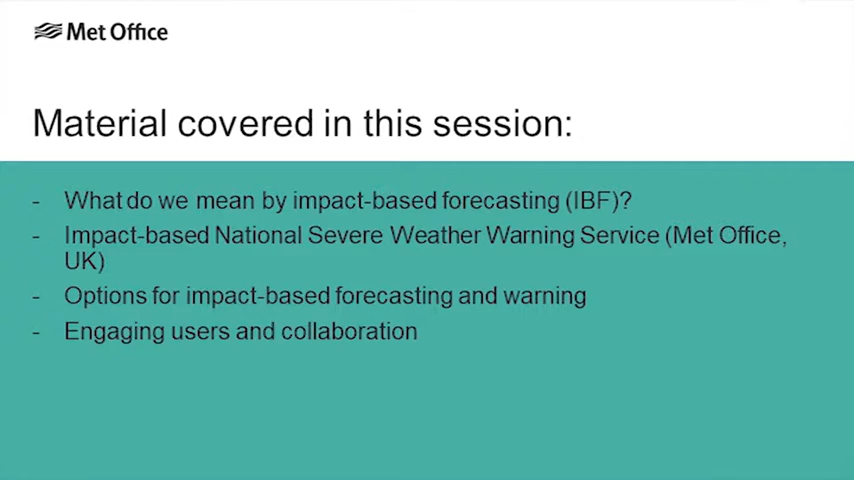 Met Office
Material covered in this session:
- What do we mean by impact-based forecasting (IBF)?
- Impact-based National Severe Weather Warning Service (Met Office,
UK)
- Options for impact-based forecasting and warning
- Engaging users and collaboration